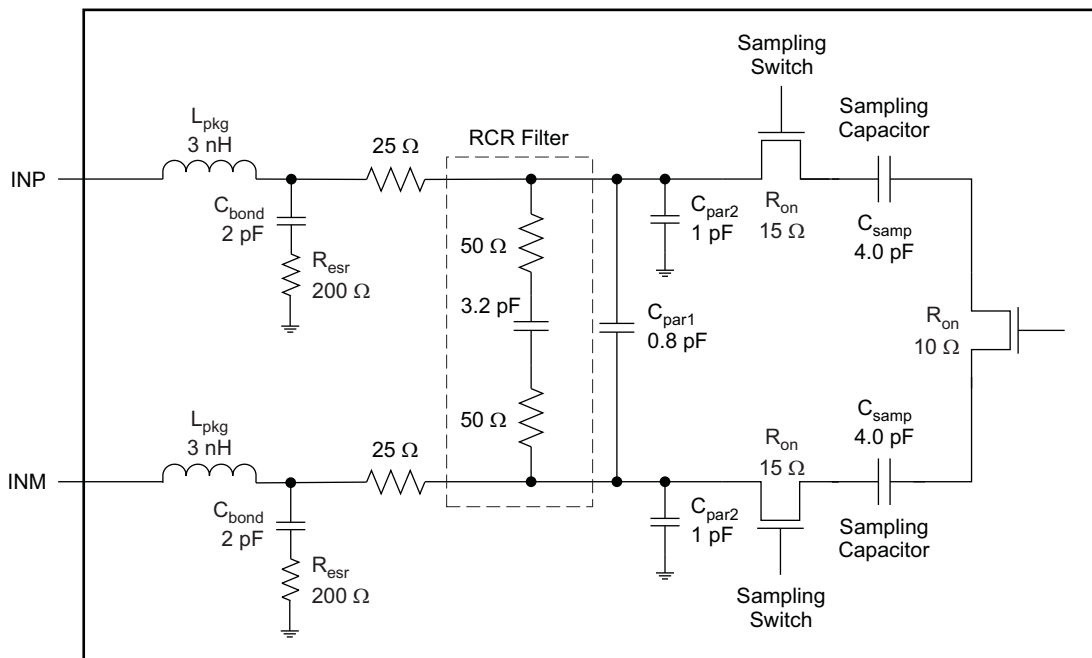 Sampling
Switch
Sampling
Capacitor
L_pkg
3 nH
25 Ω
RCR Filter
INP
C_bond
2 pF
R_esr
200 Ω
50 Ω
3.2 pF
50 Ω
C_par1
0.8 pF
C_par2
1 pF
R_on
15 Ω
C_samp
4.0 pF
R_on
10 Ω
L_pkg
3 nH
25 Ω
INM
C_bond
2 pF
R_esr
200 Ω
C_par2
1 pF
R_on
15 Ω
C_samp
4.0 pF
Sampling
Capacitor
Sampling
Switch